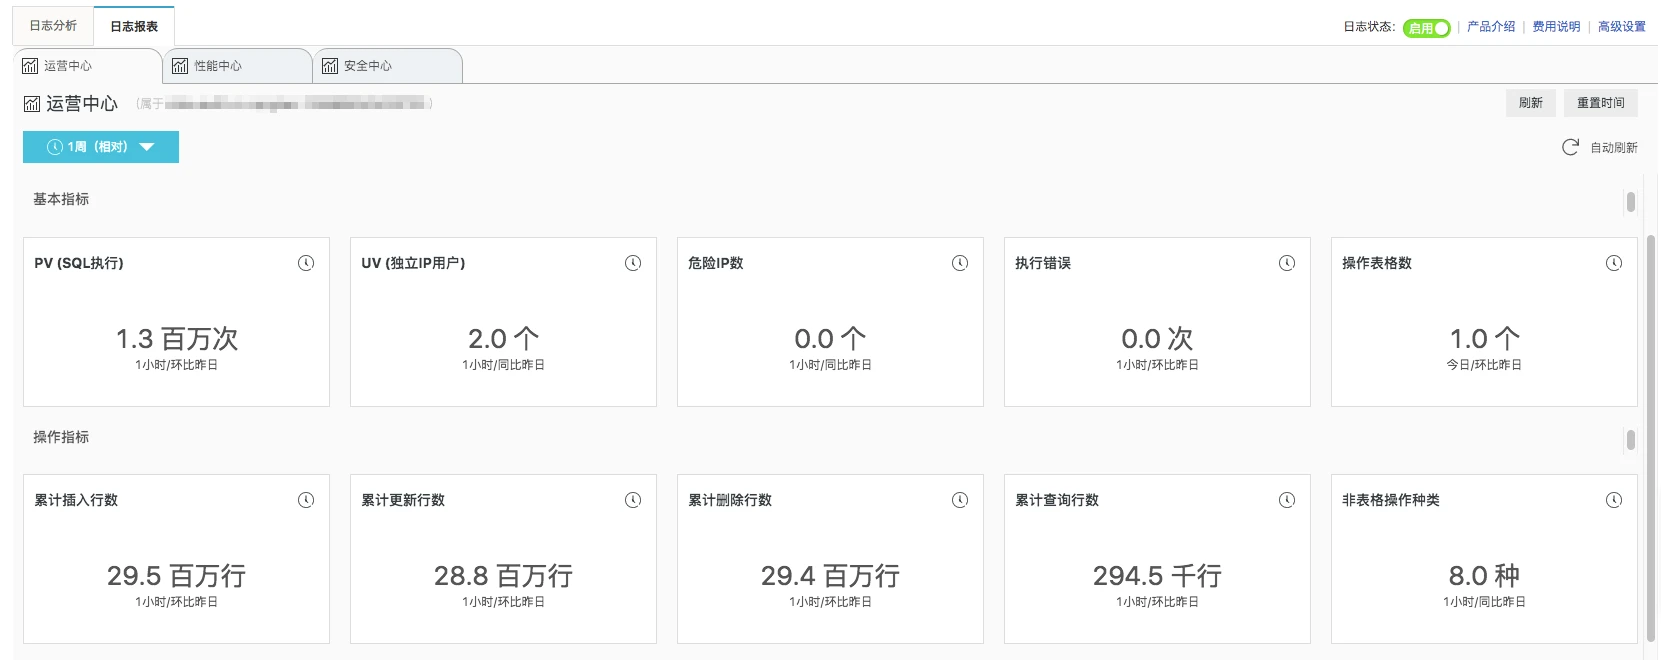 日志分析 日志报表 日志状态: 启用 | 产品介绍 | 费用说明 | 高级设置
运营中心 性能中心 安全中心
运营中心 (属于 ) 刷新 重置时间
1周（相对） 自动刷新
基本指标
PV (SQL执行) UV (独立IP用户) 危险IP数 执行错误 操作表格数
1.3 百万次 2.0 个 0.0 个 0.0 次 1.0 个
1小时/环比昨日 1小时/同比昨日 1小时/同比昨日 1小时/环比昨日 今日/环比昨日
操作指标
累计插入行数 累计更新行数 累计删除行数 累计查询行数 非表格操作种类
29.5 百万行 28.8 百万行 29.4 百万行 294.5 千行 8.0 种
1小时/环比昨日 1小时/环比昨日 1小时/环比昨日 1小时/环比昨日 1小时/同比昨日